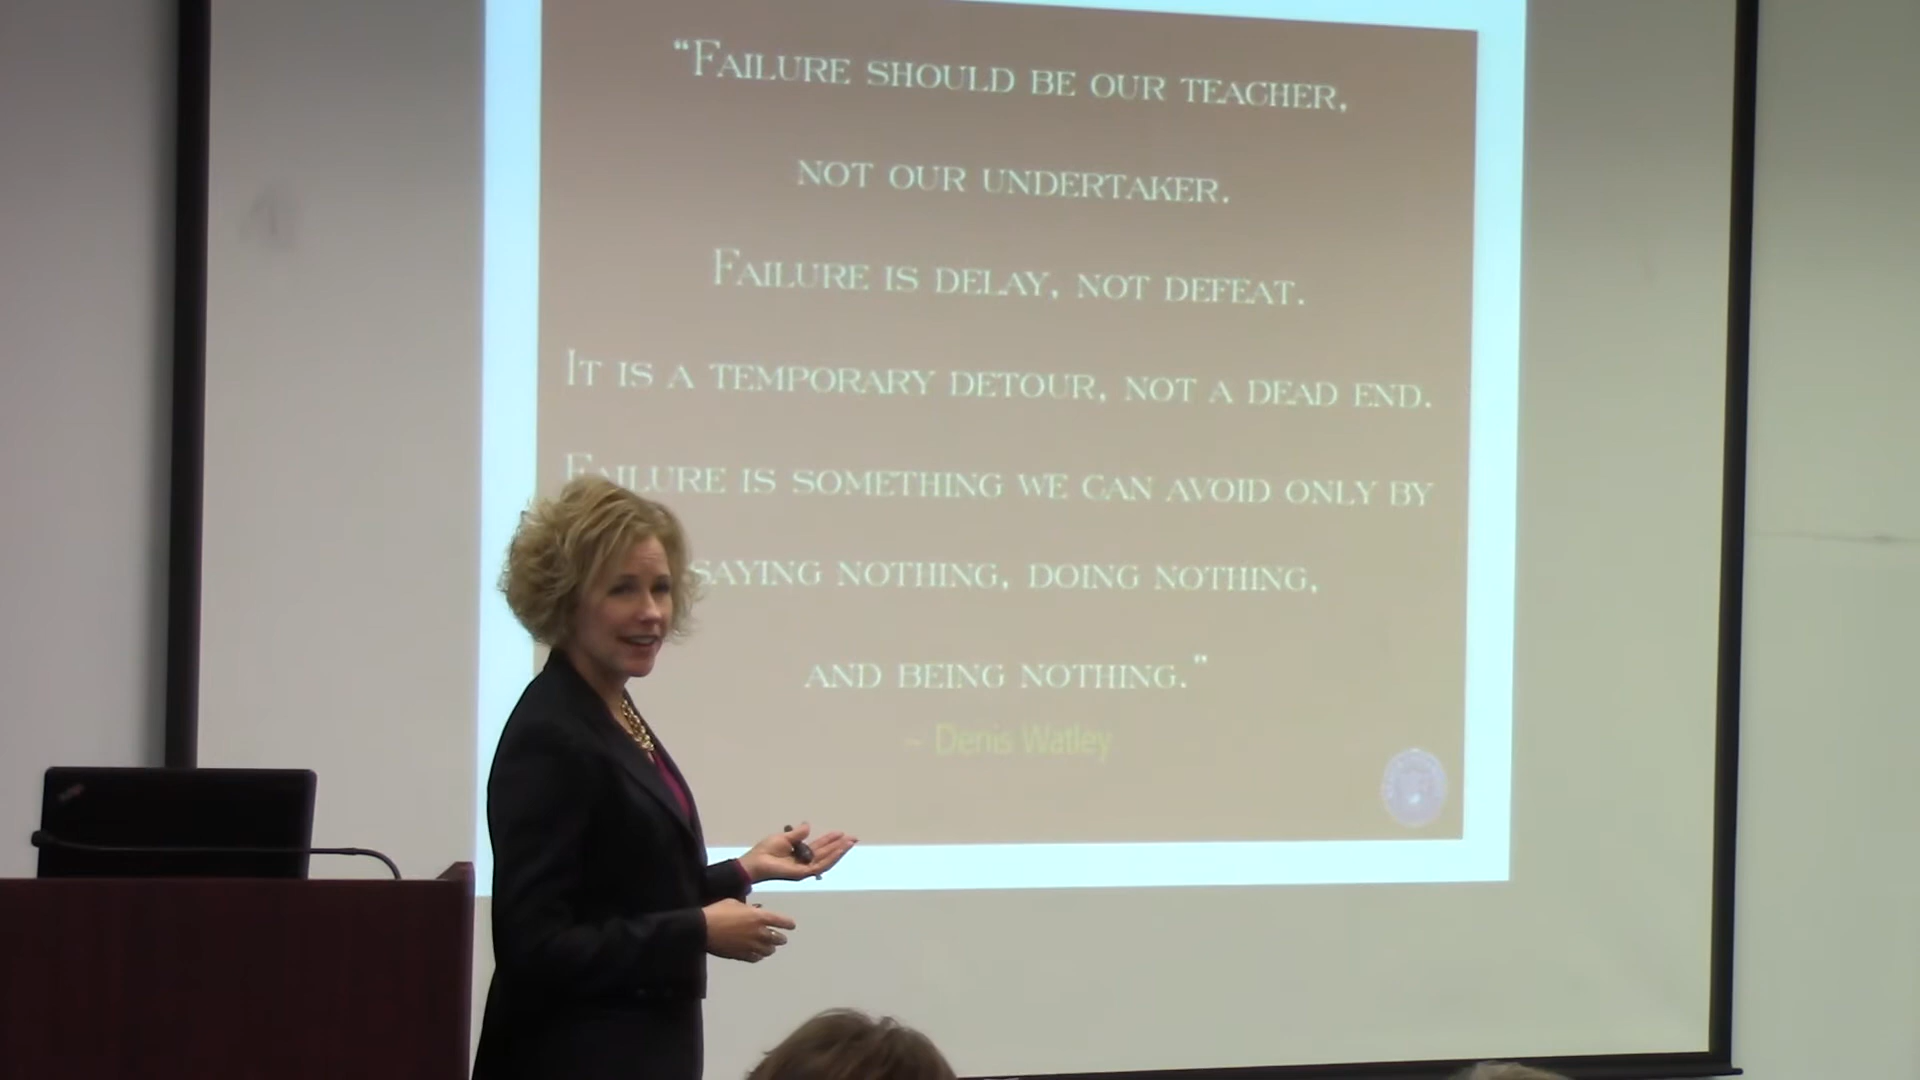 “Failure should be our teacher,
not our undertaker.
Failure is delay, not defeat.
It is a temporary detour, not a dead end.
Failure is something we can avoid only by
saying nothing, doing nothing,
and being nothing.”
~ Denis Watley